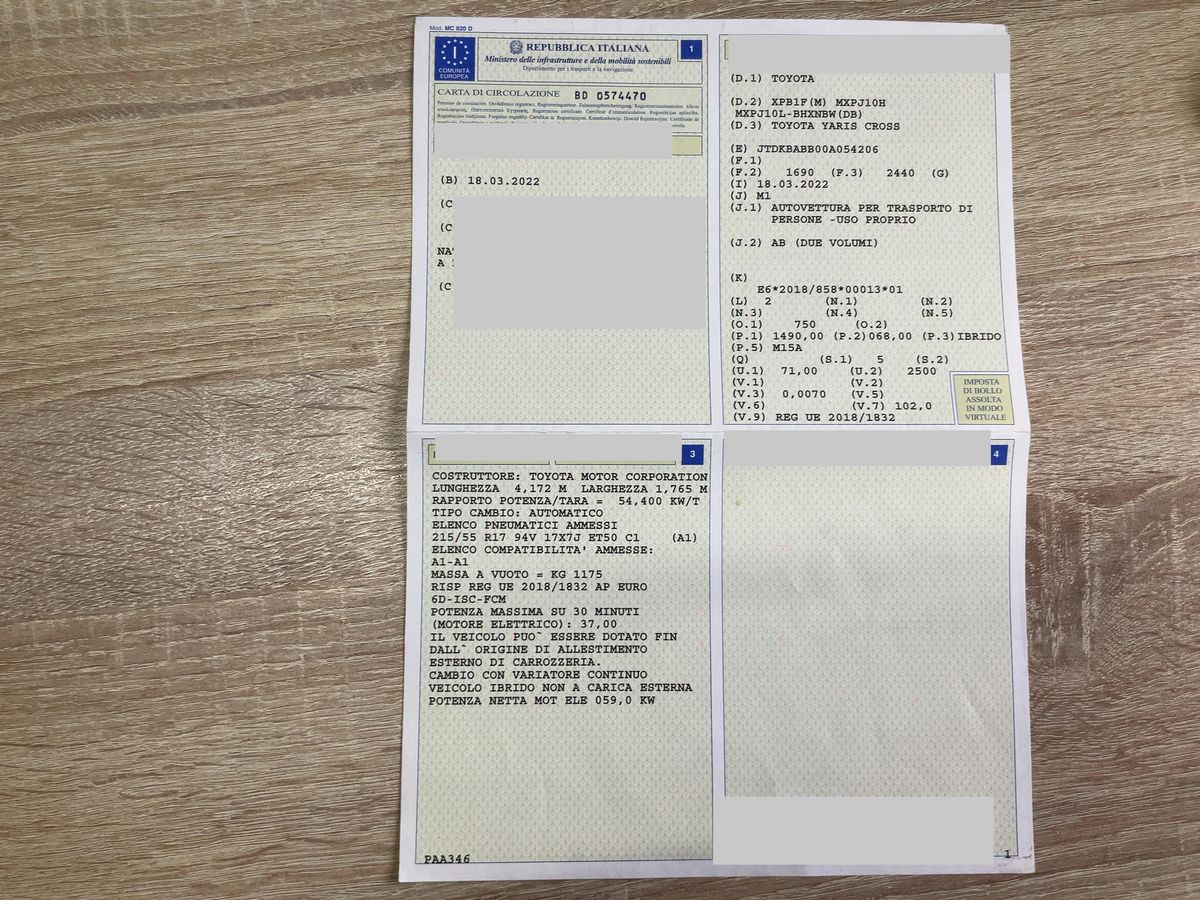 Mod. MC 820 D
I
COMUNITÀ
EUROPEA
REPUBBLICA ITALIANA
Ministero delle infrastrutture e della mobilità sostenibili
Dipartimento per i trasporti e la navigazione
1
CARTA DI CIRCOLAZIONE BD 0574470
(B) 18.03.2022
(C
(C
A
(C
(D.1) TOYOTA
(D.2) XPB1F(M) MXPJ10H
MXPJ10L-BHXNBW(DB)
(D.3) TOYOTA YARIS CROSS
(E) JTDKBABB00A054206
(F.1)
(F.2) 1690 (F.3) 2440 (G)
(I) 18.03.2022
(J) M1
(J.1) AUTOVETTURA PER TRASPORTO DI
PERSONE -USO PROPRIO
(J.2) AB (DUE VOLUMI)
(K)
E6*2018/858*00013*01
(L) 2 (N.1) (N.2)
(N.3) (N.4) (N.5)
(O.1) 750 (O.2)
(P.1) 1490,00 (P.2)068,00 (P.3)IBRIDO
(P.5) M15A
(Q) (S.1) 5 (S.2)
(U.1) 71,00 (U.2) 2500
(V.1) (V.2)
(V.3) 0,0070 (V.5)
(V.6) (V.7) 102,0
(V.9) REG UE 2018/1832
IMPOSTA
DI BOLLO
ASSOLTA
IN MODO
VIRTUALE
3
COSTRUTTORE: TOYOTA MOTOR CORPORATION
LUNGHEZZA 4,172 M LARGHEZZA 1,765 M
RAPPORTO POTENZA/TARA = 54,400 KW/T
TIPO CAMBIO: AUTOMATICO
ELENCO PNEUMATICI AMMESSI
215/55 R17 94V 17X7J ET50 C1 (A1)
ELENCO COMPATIBILITA' AMMESSE:
A1-A1
MASSA A VUOTO = KG 1175
RISP REG UE 2018/1832 AP EURO
6D-ISC-FCM
POTENZA MASSIMA SU 30 MINUTI
(MOTORE ELETTRICO): 37,00
IL VEICOLO PUO~ ESSERE DOTATO FIN
DALL~ ORIGINE DI ALLESTIMENTO
ESTERNO DI CARROZZERIA.
CAMBIO CON VARIATORE CONTINUO
VEICOLO IBRIDO NON A CARICA ESTERNA
POTENZA NETTA MOT ELE 059,0 KW
PAA346
4
1